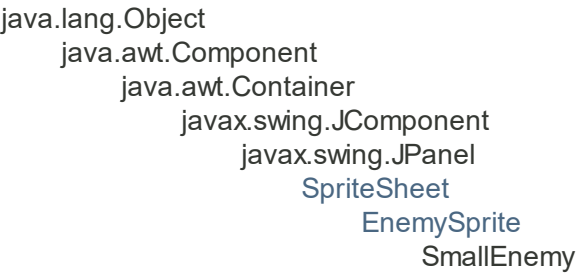 java.lang.Object
java.awt.Component
java.awt.Container
javax.swing.JComponent
javax.swing.JPanel
SpriteSheet
EnemySprite
SmallEnemy